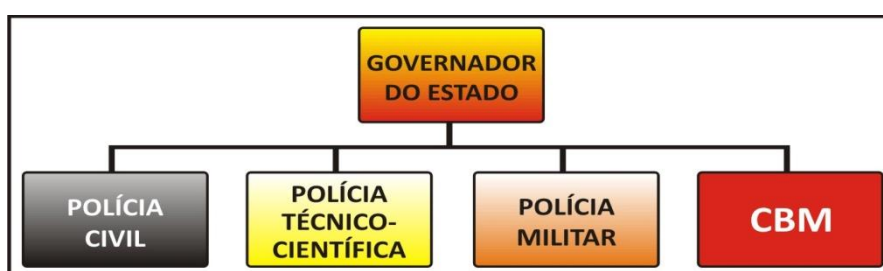 GOVERNADOR
DO ESTADO
POLÍCIA
CIVIL
POLÍCIA
TÉCNICO-
CIENTÍFICA
POLÍCIA
MILITAR
CBM